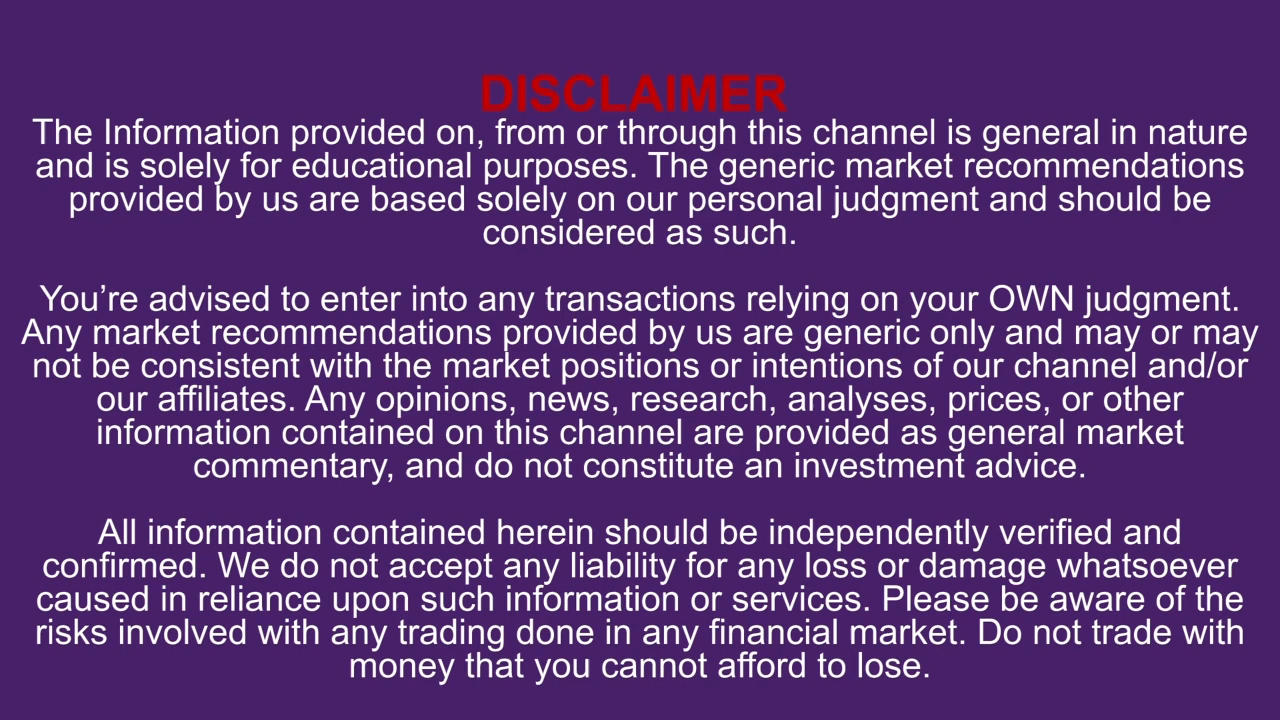 DISCLAIMER
The Information provided on, from or through this channel is general in nature
and is solely for educational purposes. The generic market recommendations
provided by us are based solely on our personal judgment and should be
considered as such.
You’re advised to enter into any transactions relying on your OWN judgment.
Any market recommendations provided by us are generic only and may or may
not be consistent with the market positions or intentions of our channel and/or
our affiliates. Any opinions, news, research, analyses, prices, or other
information contained on this channel are provided as general market
commentary, and do not constitute an investment advice.
All information contained herein should be independently verified and
confirmed. We do not accept any liability for any loss or damage whatsoever
caused in reliance upon such information or services. Please be aware of the
risks involved with any trading done in any financial market. Do not trade with
money that you cannot afford to lose.